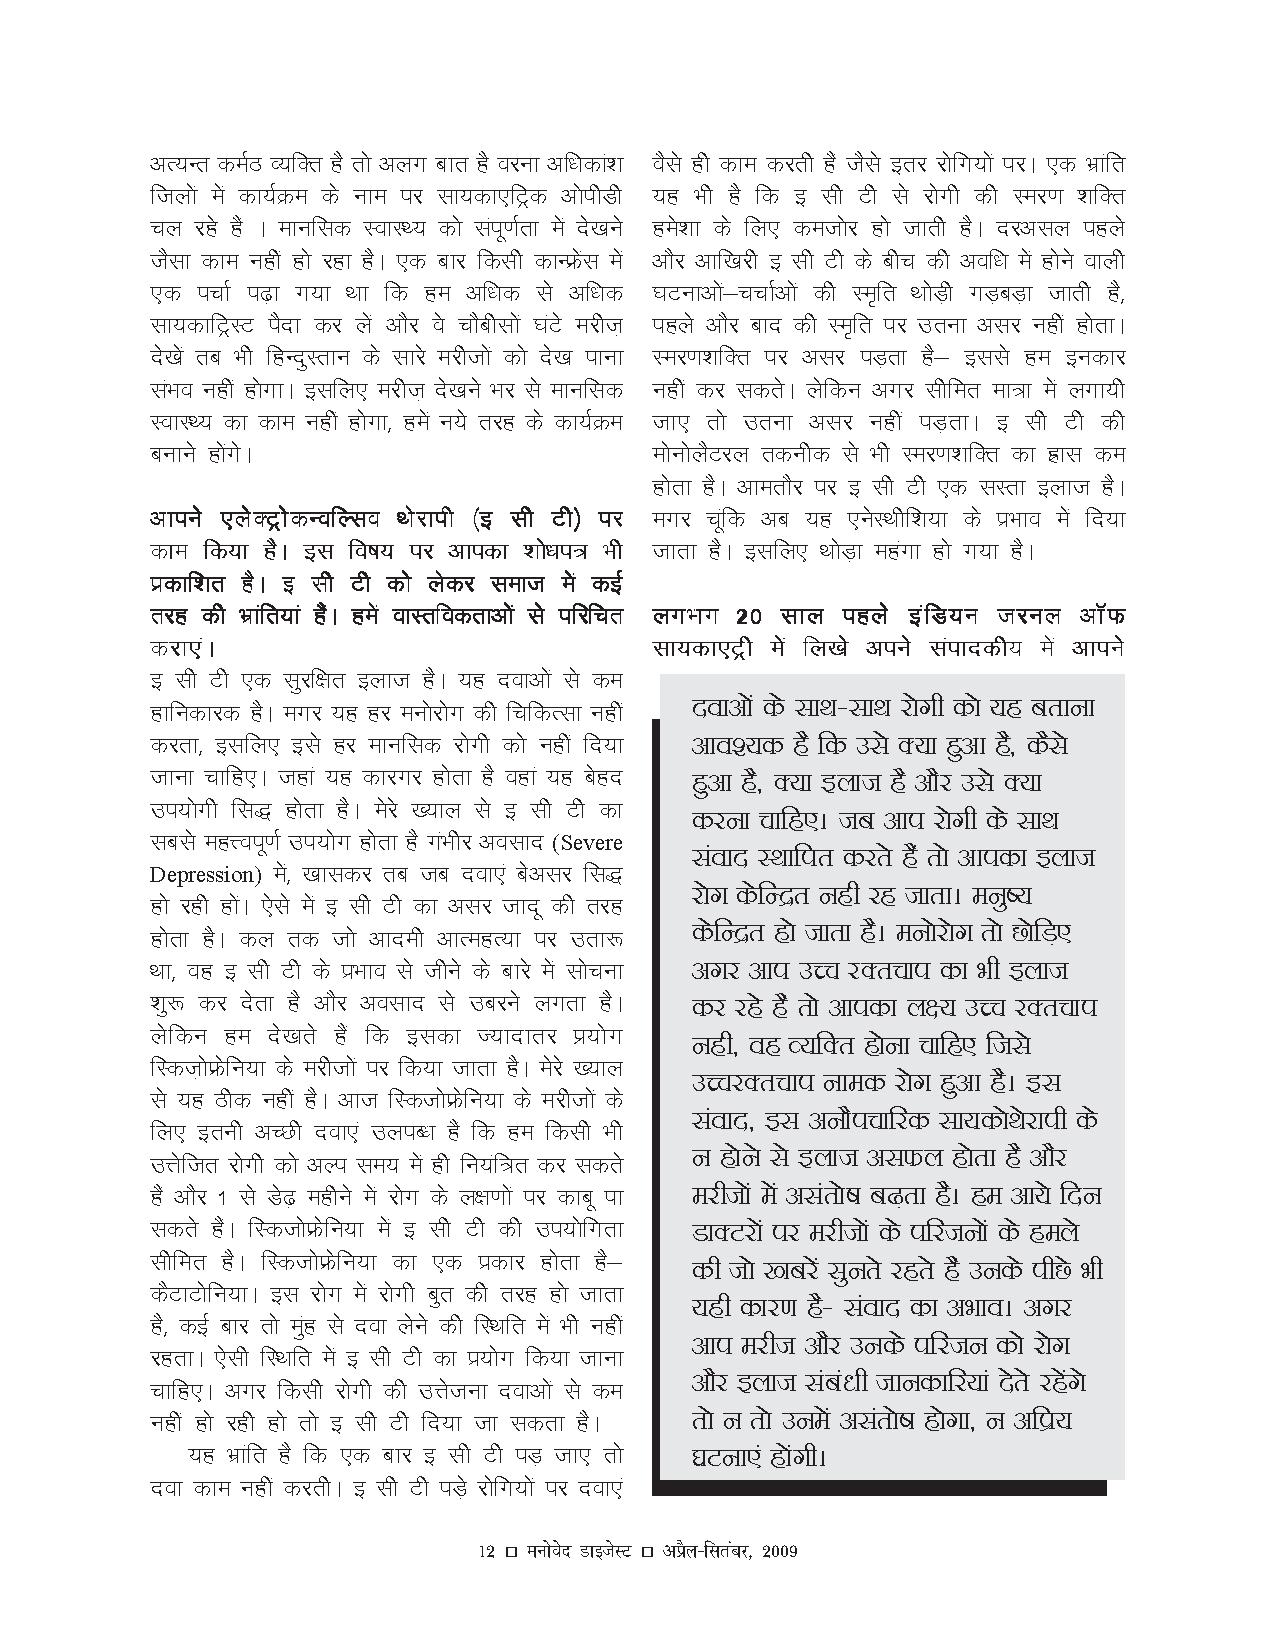 अत्यन्त कर्मठ व्यक्ति है तो अलग बात है वरना अधिकांश
जिलों में कार्यक्रम के नाम पर सायकाएट्रिक ओपीडी
चल रहे हैं । मानसिक स्वास्थ्य को संपूर्णता में देखने
जैसा काम नहीं हो रहा है। एक बार किसी कान्फ्रेंस में
एक पर्चा पढ़ा गया था कि हम अधिक से अधिक
सायकाट्रिस्ट पैदा कर लें और वे चौबीसों घंटे मरीज़
देखे तब भी हिन्दुस्तान के सारे मरीजों को देख पाना
संभव नहीं होगा। इसलिए मरीज़ देखने भर से मानसिक
स्वास्थ्य का काम नहीं होगा, हमें नये तरह के कार्यक्रम
बनाने होंगे।
आपने एलेक्ट्रोकन्वल्सिव थेरापी (इ सी टी) पर
काम किया है। इस विषय पर आपका शोधपत्र भी
प्रकाशित है। इ सी टी को लेकर समाज में कई
तरह की भ्रांतियां हैं। हमें वास्तविकताओं से परिचित
कराएं।
इ सी टी एक सुरक्षित इलाज है। यह दवाओं से कम
हानिकारक है। मगर यह हर मनोरोग की चिकित्सा नहीं
करता, इसलिए इसे हर मानसिक रोगी को नहीं दिया
जाना चाहिए। जहां यह कारगर होता है वहां यह बेहद
उपयोगी सिद्ध होता है। मेरे ख्याल से इ सी टी का
सबसे महत्त्वपूर्ण उपयोग होता है गंभीर अवसाद (Severe
Depression) में, खासकर तब जब दवाएं बेअसर सिद्ध
हो रही हों। ऐसे में इ सी टी का असर जादू की तरह
होता है। कल तक जो आदमी आत्महत्या पर उतारू
था, वह इ सी टी के प्रभाव से जीने के बारे में सोचना
शुरू कर देता है और अवसाद से उबरने लगता है।
लेकिन हम देखते हैं कि इसका ज्यादातर प्रयोग
स्किज़ोफ्रेनिया के मरीजों पर किया जाता है। मेरे ख्याल
से यह ठीक नहीं है। आज स्किजोफ्रेनिया के मरीजों के
लिए इतनी अच्छी दवाएं उपलब्ध है कि हम किसी भी
उत्तेजित रोगी को अल्प समय में ही नियंत्रित कर सकते
हैं और 1 से डेढ़ महीने में रोग के लक्षणों पर काबू पा
सकते है। स्किजोफ्रेनिया में इ सी टी की उपयोगिता
सीमित है। स्किजोफ्रेनिया का एक प्रकार होता है–
कैटाटोनिया। इस रोग में रोगी बुत की तरह हो जाता
है, कई बार तो मुंह से दवा लेने की स्थिति में भी नहीं
रहता। ऐसी स्थिति में इ सी टी का प्रयोग किया जाना
चाहिए। अगर किसी रोगी की उत्तेजना दवाओं से कम
नहीं हो रही हो तो इ सी टी दिया जा सकता है।
यह भ्रांति है कि एक बार इ सी टी पड़ जाए तो
दवा काम नहीं करती। इ सी टी पड़े रोगियों पर दवाएं
वैसे ही काम करती हैं जैसे इतर रोगियों पर। एक भ्रांति
यह भी है कि इ सी टी से रोगी की स्मरण शक्ति
हमेशा के लिए कमजोर हो जाती है। दरअसल पहले
और आखिरी इ सी टी के बीच की अवधि में होने वाली
घटनाओं–चर्चाओं की स्मृति थोड़ी गड़बड़ा जाती है,
पहले और बाद की स्मृति पर उतना असर नहीं होता।
स्मरणशक्ति पर असर पड़ता है– इससे हम इनकार
नहीं कर सकते। लेकिन अगर सीमित मात्रा में लगायी
जाए तो उतना असर नहीं पड़ता। इ सी टी की
मोनोलैटरल तकनीक से भी स्मरणशक्ति का ह्रास कम
होता है। आमतौर पर इ सी टी एक सस्ता इलाज है।
मगर चूंकि अब यह एनेस्थीशिया के प्रभाव में दिया
जाता है। इसलिए थोड़ा महंगा हो गया है।
लगभग 20 साल पहले इंडियन जरनल ऑफ
सायकाएट्री में लिखे अपने संपादकीय में आपने
दवाओं के साथ-साथ रोगी को यह बताना
आवश्यक है कि उसे क्या हुआ है, कैसे
हुआ है, क्या इलाज है और उसे क्या
करना चाहिए। जब आप रोगी के साथ
संवाद स्थापित करते हैं तो आपका इलाज
रोग केन्द्रित नही रह जाता। मनुष्य
केन्द्रित हो जाता है। मनोरोग तो छोड़िए
अगर आप उच्च रक्तचाप का भी इलाज
कर रहे है तो आपका लक्ष्य उच्च रक्तचाप
नही, वह व्यक्ति होना चाहिए जिसे
उच्चरक्तचाप नामक रोग हुआ है। इस
संवाद, इस अनौपचारिक सायकोथेरापी के
न होने से इलाज असफल होता है और
मरीजों में असंतोष बढ़ता है। हम आये दिन
डाक्टरों पर मरीजों के परिजनों के हमले
की जो खबरें सुनते रहते है उनके पीछे भी
यही कारण है- संवाद का अभाव। अगर
आप मरीज और उनके परिजन को रोग
और इलाज संबंधी जानकारियां देते रहेंगे
तो न तो उनमें असंतोष होगा, न अप्रिय
घटनाएं होंगी।
12 □ मनोवेद डाइजेस्ट □ अप्रैल-सितंबर, 2009